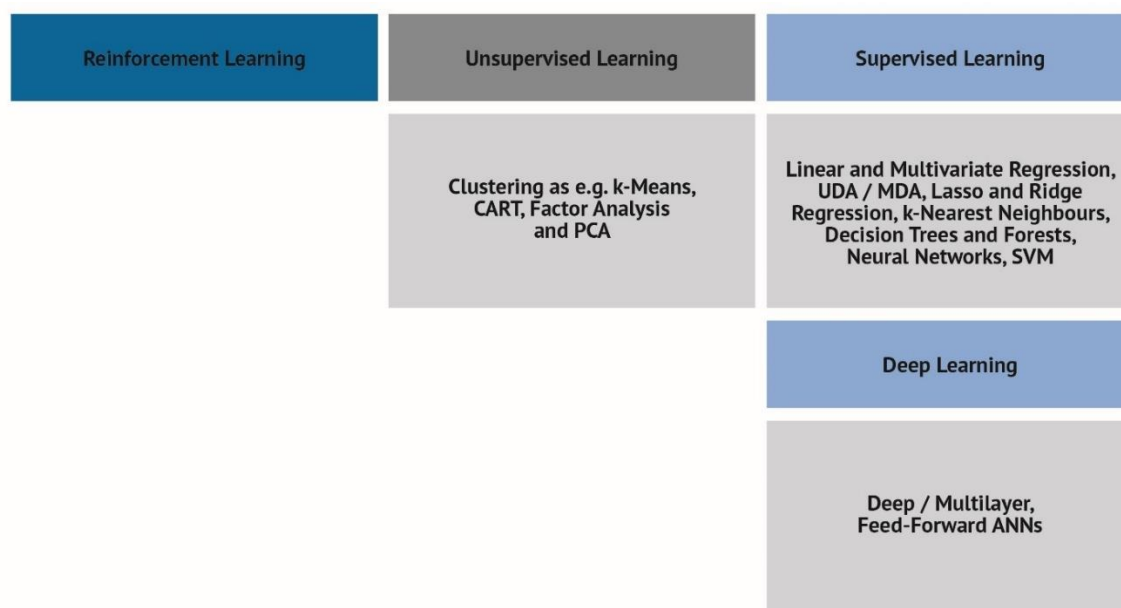 Reinforcement Learning
Unsupervised Learning
Supervised Learning
Clustering as e.g. k-Means,
CART, Factor Analysis
and PCA
Linear and Multivariate Regression,
UDA / MDA, Lasso and Ridge
Regression, k-Nearest Neighbours,
Decision Trees and Forests,
Neural Networks, SVM
Deep Learning
Deep / Multilayer,
Feed-Forward ANNs